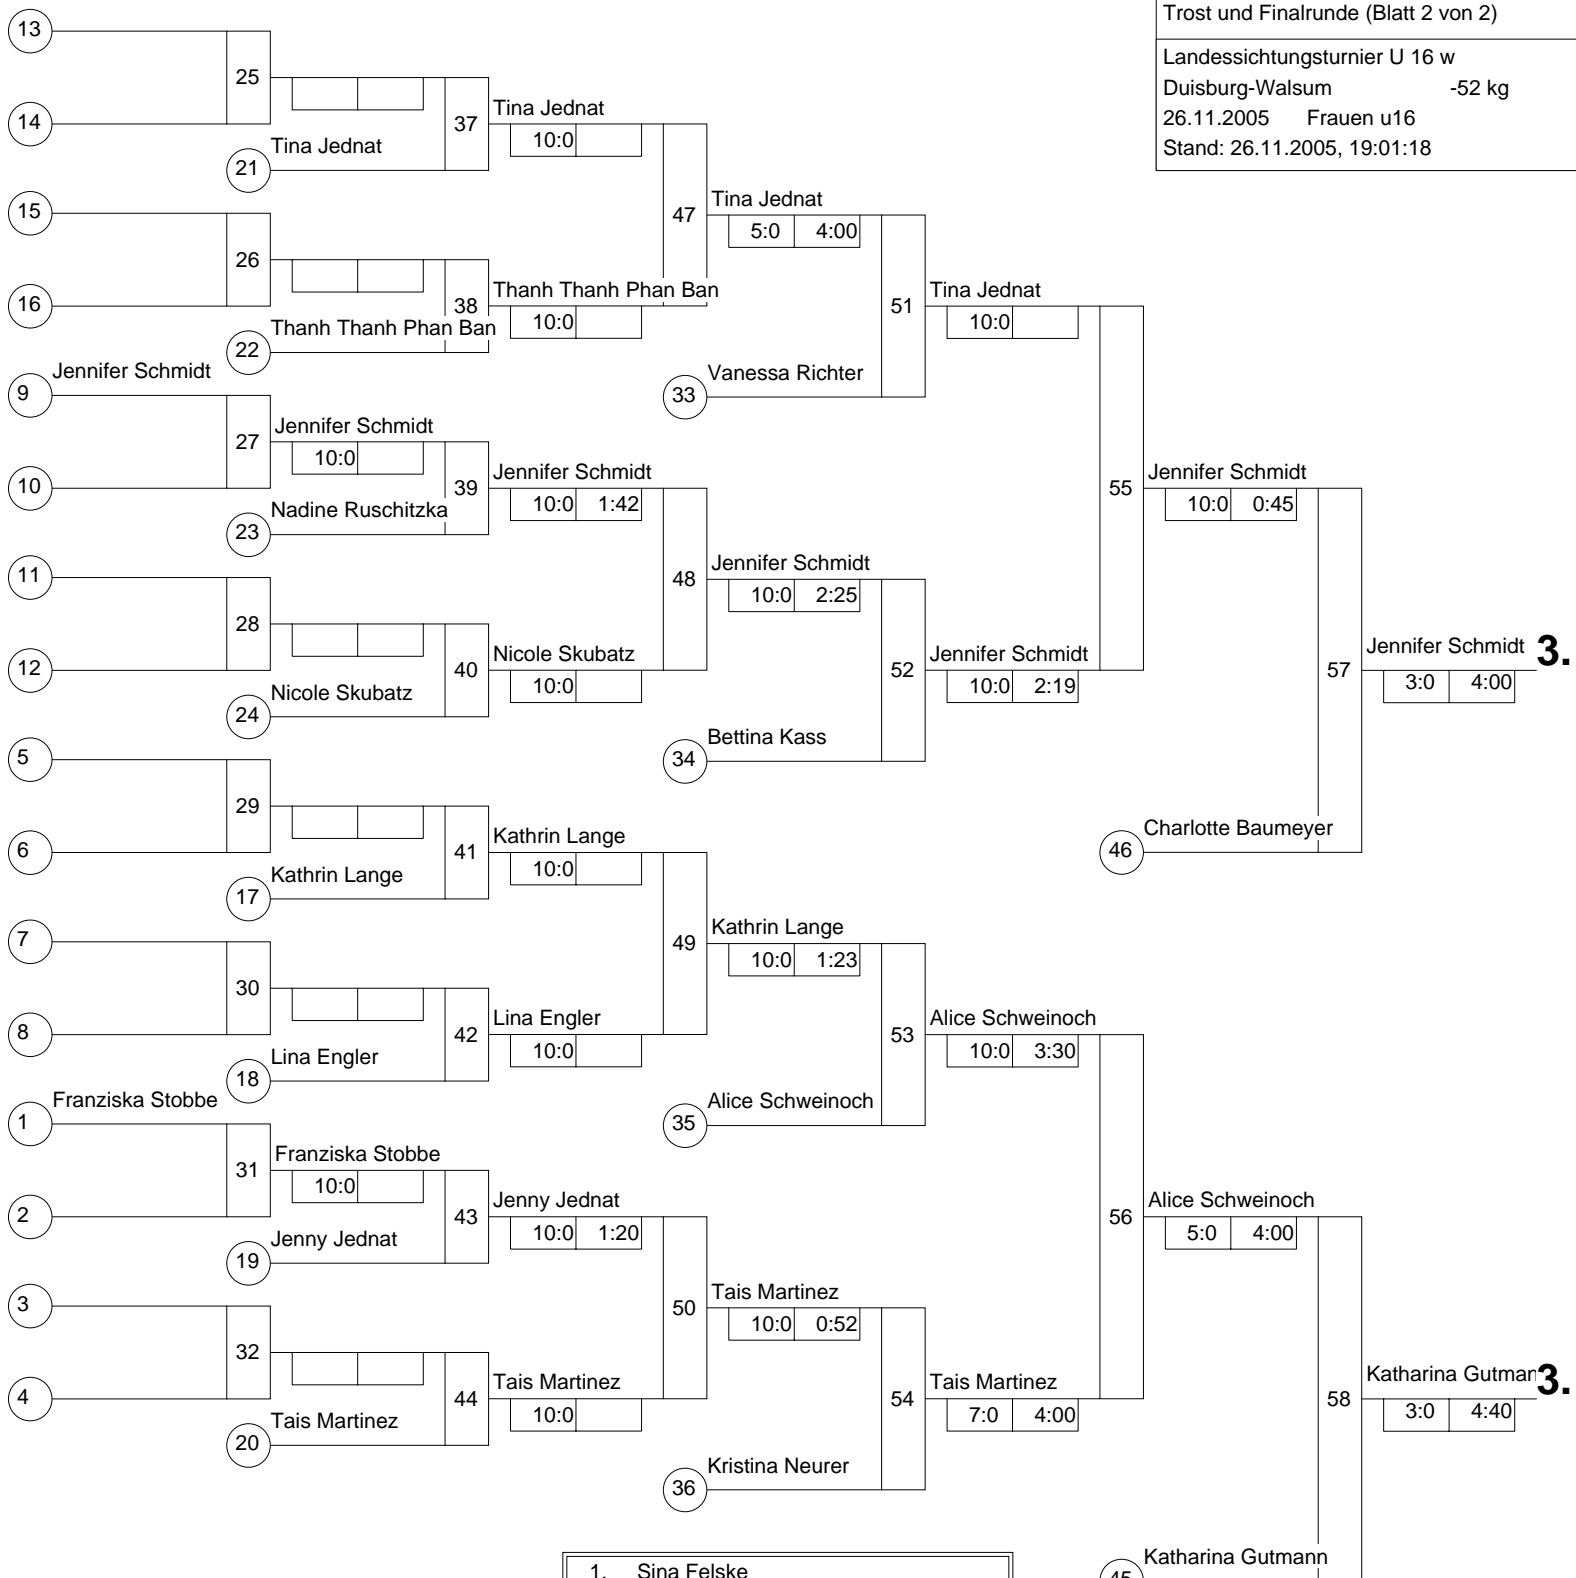 Trost und Finalrunde (Blatt 2 von 2)
Landessichtungsturnier U 16 w
Duisburg-Walsum -52 kg
26.11.2005 Frauen u16
Stand: 26.11.2005, 19:01:18
13
25
14
37
Tina Jednat
10:0
21
Tina Jednat
15
47
Tina Jednat
5:0 4:00
26
16
38
Thanh Thanh Phan Ban
10:0
51
Tina Jednat
10:0
22
Thanh Thanh Phan Ban
9
Jennifer Schmidt
33
Vanessa Richter
27
Jennifer Schmidt
10:0
10
39
Jennifer Schmidt
10:0 1:42
55
Jennifer Schmidt
10:0 0:45
23
Nadine Ruschitzka
11
48
Jennifer Schmidt
10:0 2:25
28
12
40
Nicole Skubatz
10:0
52
Jennifer Schmidt
10:0 2:19
57
Jennifer Schmidt 3.
3:0 4:00
24
Nicole Skubatz
5
34
Bettina Kass
29
6
41
Kathrin Lange
10:0
46
Charlotte Baumeyer
17
Kathrin Lange
7
49
Kathrin Lange
10:0 1:23
30
8
42
Lina Engler
10:0
53
Alice Schweinoch
10:0 3:30
18
Lina Engler
1
Franziska Stobbe
35
Alice Schweinoch
31
Franziska Stobbe
10:0
2
43
Jenny Jednat
10:0 1:20
56
Alice Schweinoch
5:0 4:00
19
Jenny Jednat
3
50
Tais Martinez
10:0 0:52
32
4
44
Tais Martinez
10:0
54
Tais Martinez
7:0 4:00
58
Katharina Gutman 3.
3:0 4:40
20
Tais Martinez
36
Kristina Neurer
1. Sina Felske
45
Katharina Gutmann